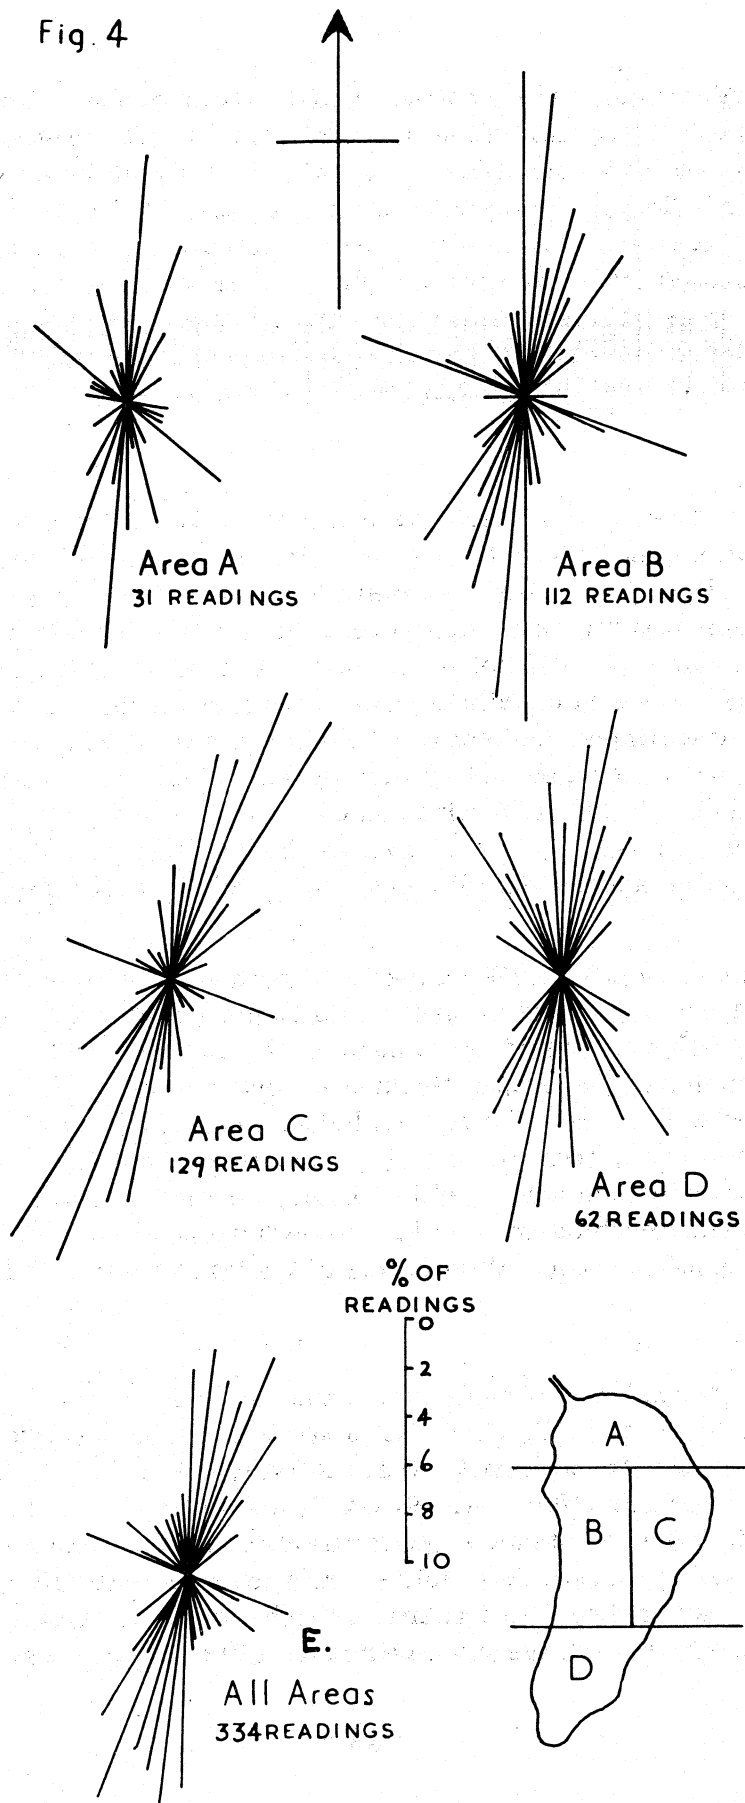 Fig. 4
Area A
31 READINGS
Area B
112 READINGS
Area C
129 READINGS
Area D
62 READINGS
% OF
READINGS
0
2
4
6
8
10
E.
All Areas
334 READINGS
A
B
C
D